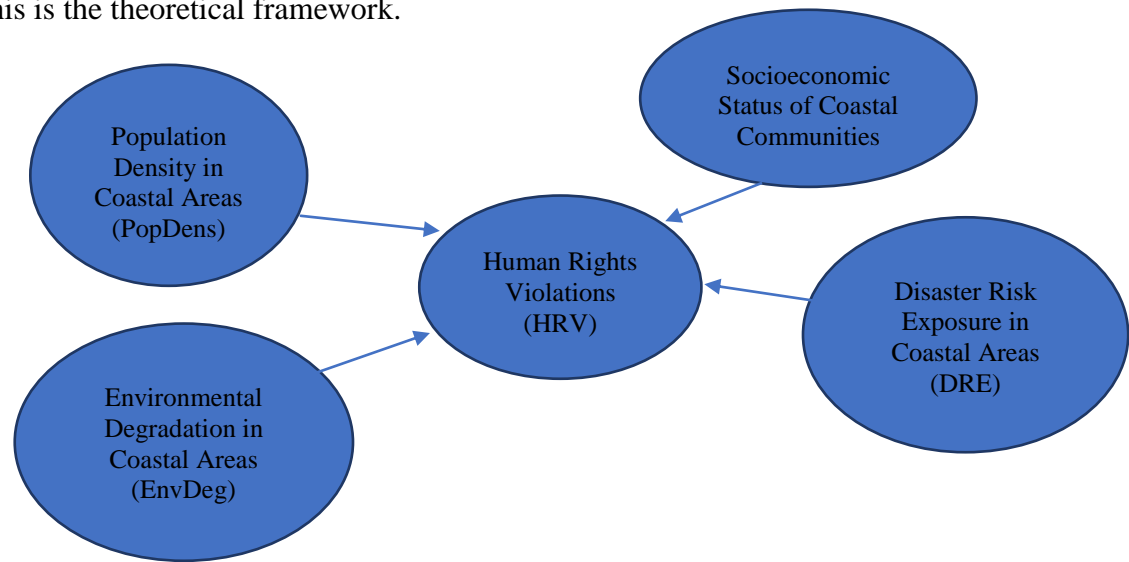 his is the theoretical framework.
Population
Density in
Coastal Areas
(PopDens)
Socioeconomic
Status of Coastal
Communities
Human Rights
Violations
(HRV)
Disaster Risk
Exposure in
Coastal Areas
(DRE)
Environmental
Degradation in
Coastal Areas
(EnvDeg)